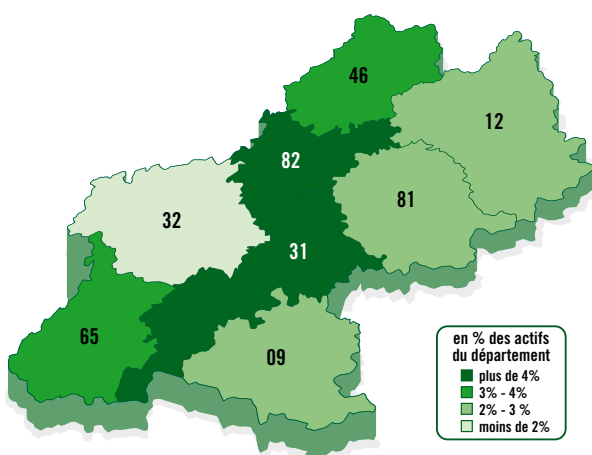 46
12
82
81
32
31
65
09
en % des actifs
du département
plus de 4%
3% - 4%
2% - 3 %
moins de 2%